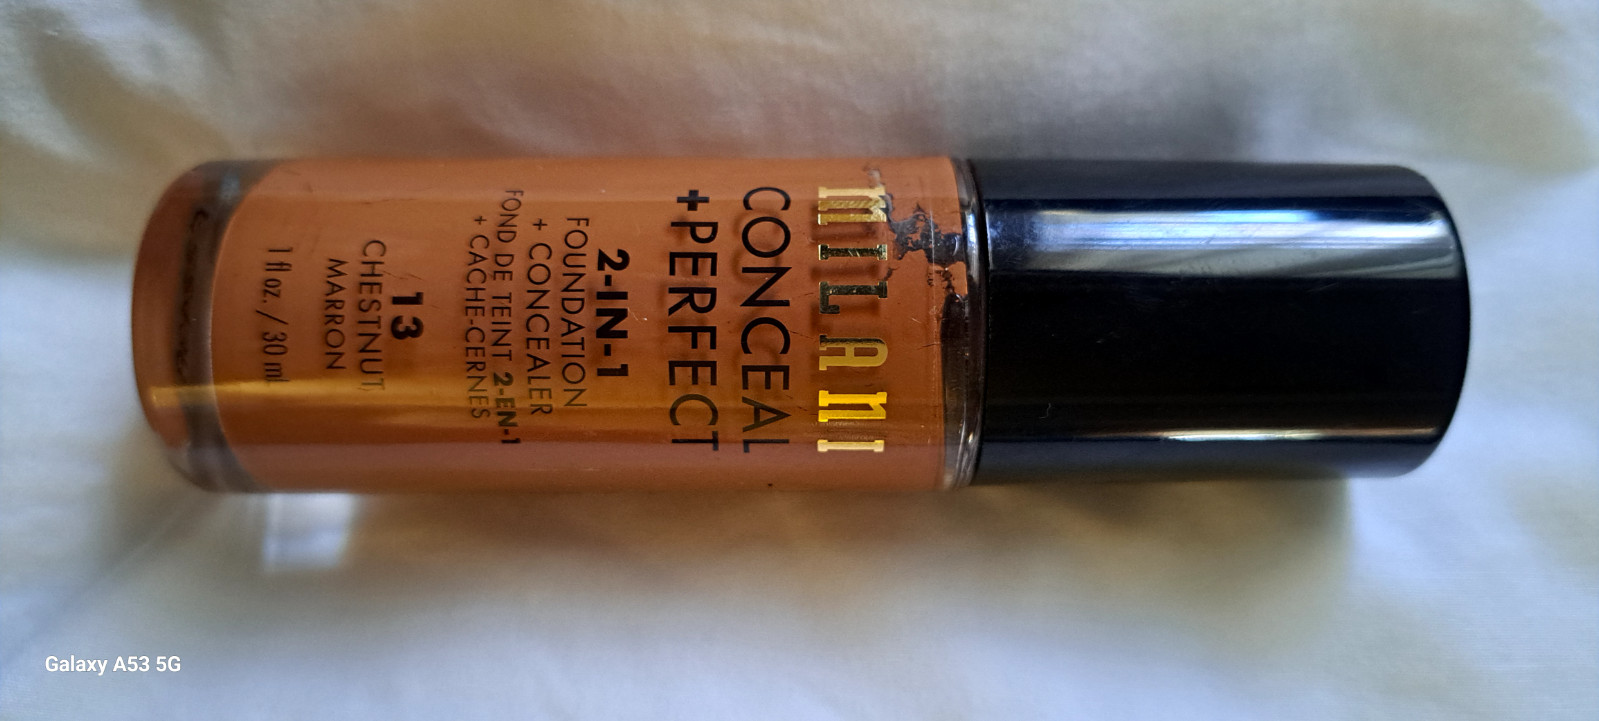 MILANI
CONCEAL
+PERFECT
2-IN-1
FOUNDATION
+ CONCEALER
FOND DE TEINT 2-EN-1
+ CACHE-CERNES
13
CHESTNUT
MARRON
1 fl oz. / 30 ml
Galaxy A53 5G